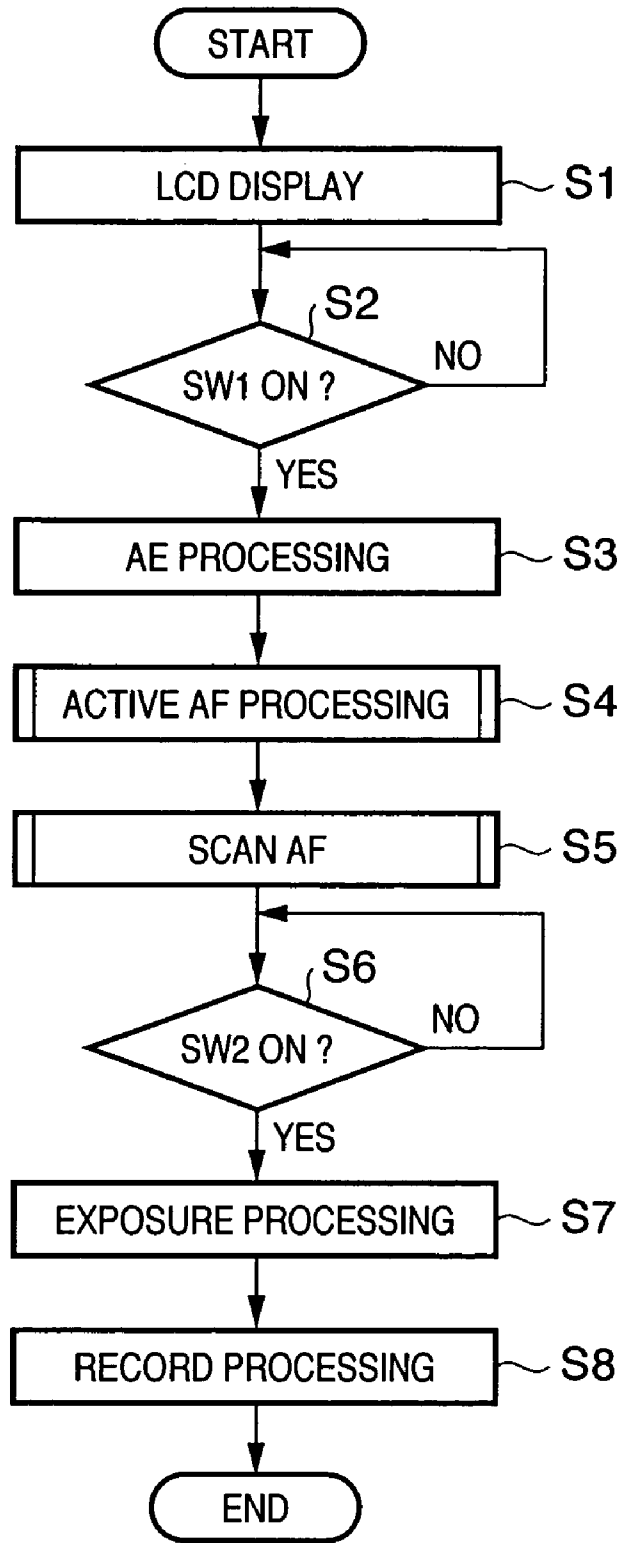 START
LCD DISPLAY
S1
S2
SW1 ON ?
NO
YES
AE PROCESSING
S3
ACTIVE AF PROCESSING
S4
SCAN AF
S5
S6
SW2 ON ?
NO
YES
EXPOSURE PROCESSING
S7
RECORD PROCESSING
S8
END